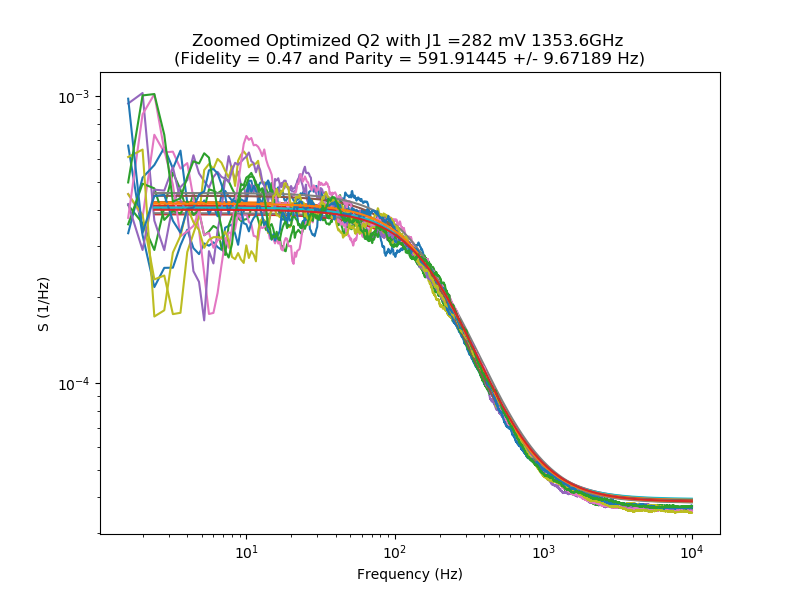 Zoomed Optimized Q2 with J1 =282 mV 1353.6GHz
(Fidelity = 0.47 and Parity = 591.91445 +/- 9.67189 Hz)
10⁻³
10⁻⁴
S (1/Hz)
10¹
10²
10³
10⁴
Frequency (Hz)